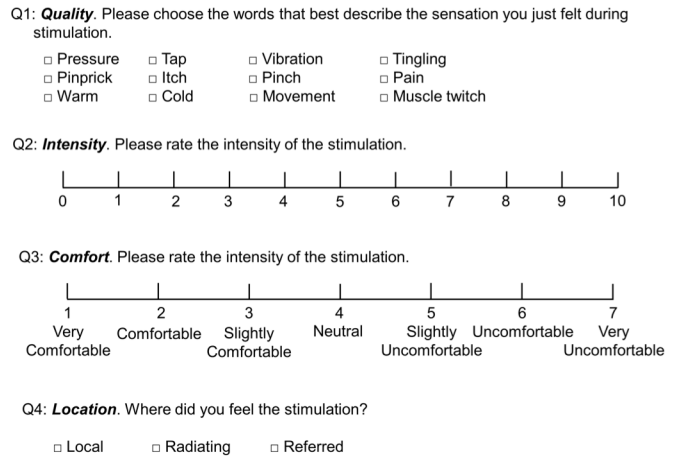 Q1: Quality. Please choose the words that best describe the sensation you just felt during
stimulation.
□ Pressure □ Tap □ Vibration □ Tingling
□ Pinprick □ Itch □ Pinch □ Pain
□ Warm □ Cold □ Movement □ Muscle twitch
Q2: Intensity. Please rate the intensity of the stimulation.
0 1 2 3 4 5 6 7 8 9 10
Q3: Comfort. Please rate the intensity of the stimulation.
1 2 3 4 5 6 7
Very Comfortable Slightly Neutral Slightly Uncomfortable Very
Comfortable Comfortable Uncomfortable Uncomfortable
Q4: Location. Where did you feel the stimulation?
□ Local □ Radiating □ Referred